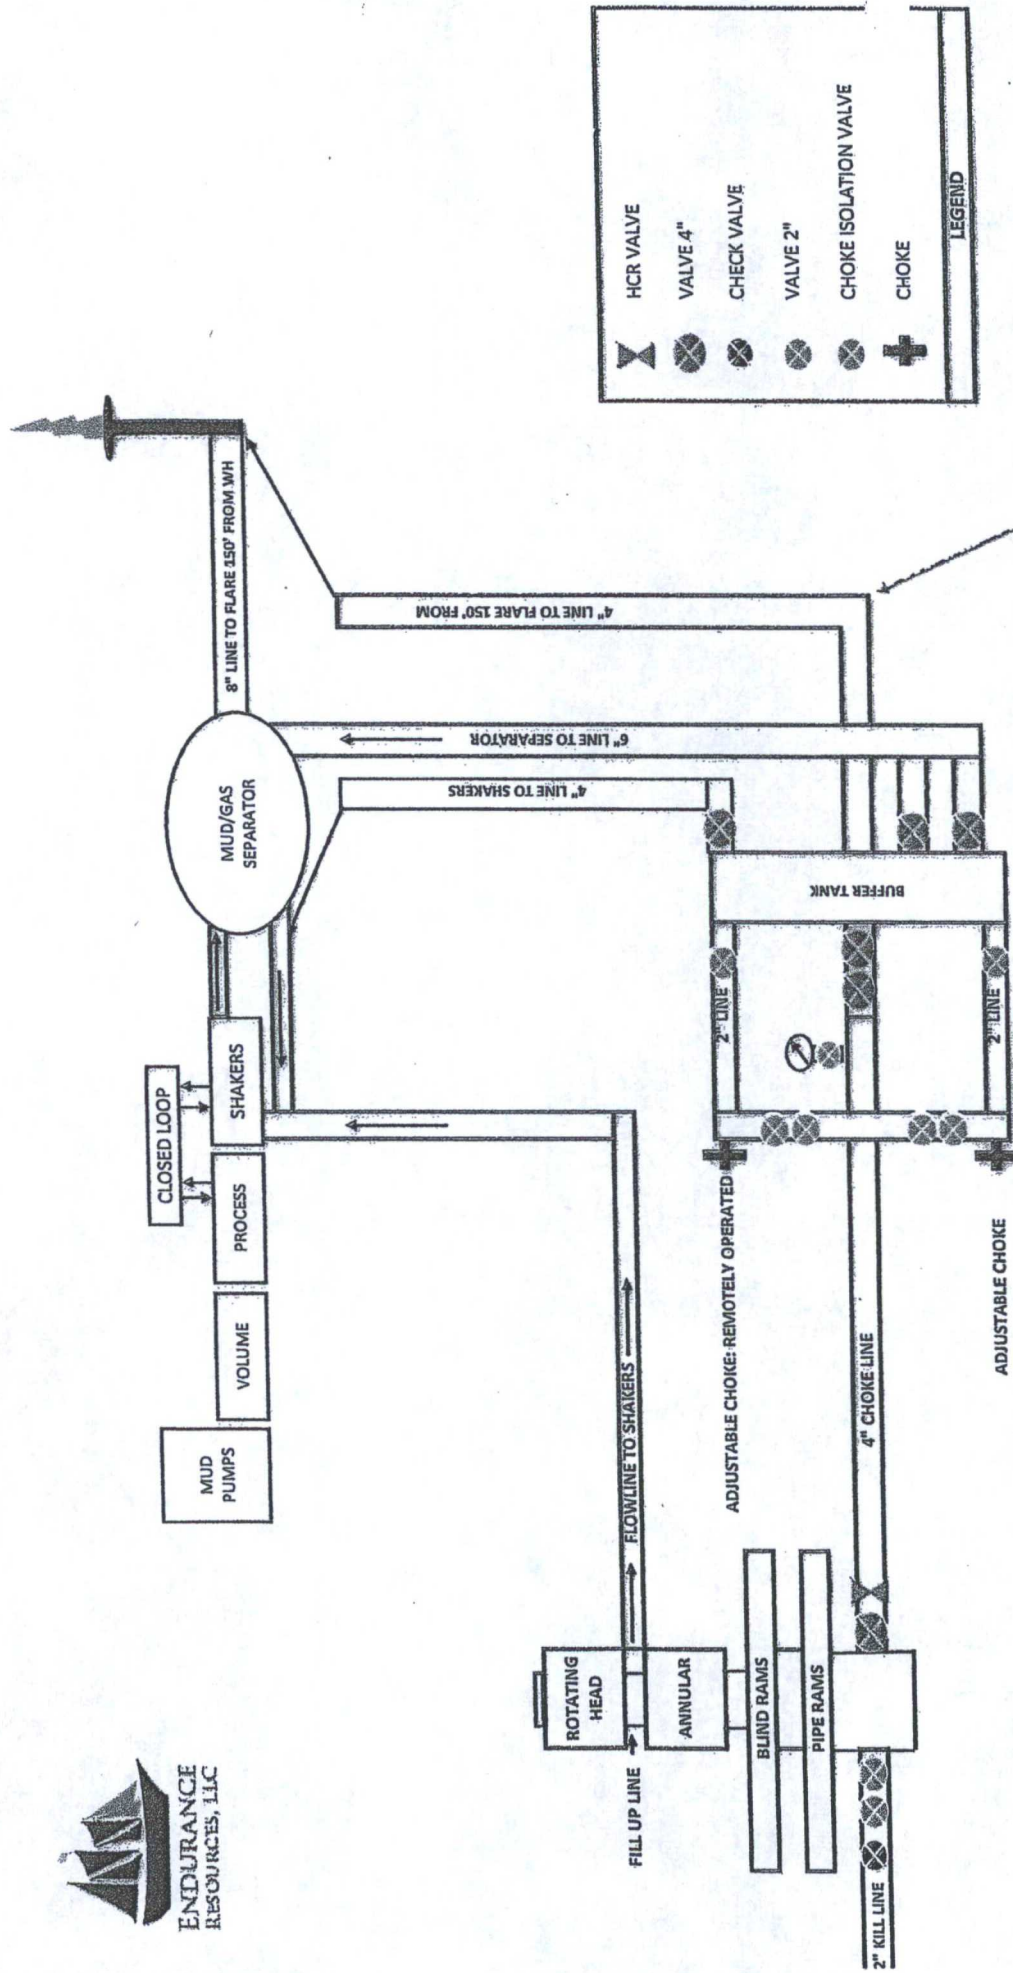 ENDURANCE
RESOURCES, LLC
MUD
PUMPS
VOLUME
PROCESS
CLOSED LOOP
SHAKERS
MUD/GAS
SEPARATOR
8" LINE TO FLARE 150' FROM WH
4" LINE TO SHAKERS
6" LINE TO SEPARATOR
4" LINE TO FLARE 150' FROM
ROTATING
HEAD
FILL UP LINE
FLOWLINE TO SHAKERS
ANNULAR
BLIND RAMS
PIPE RAMS
2" KILL LINE
4" CHOKE LINE
ADJUSTABLE CHOKE: REMOTELY OPERATED
ADJUSTABLE CHOKE
2" LINE
2" LINE
BUFFER TANK
HCR VALVE
VALVE 4"
CHECK VALVE
VALVE 2"
CHOKE ISOLATION VALVE
CHOKE
LEGEND